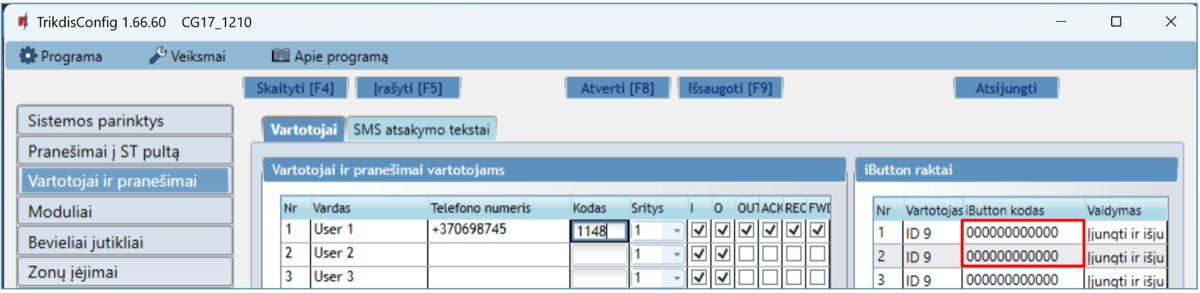 TrikdisConfig 1.66.60 CG17_1210
Programa Veiksmai Apie programą
Skaityti [F4] Įrašyti [F5] Atverti [F8] Išsaugoti [F9] Atsijungti
Sistemos parinktys
Pranešimai į ST pultą
Vartotojai ir pranešimai
Moduliai
Bevieliai jutikliai
Zonų įėjimai
Vartotojai SMS atsakymo tekstai
Vartotojai ir pranešimai vartotojams
Nr Vardas Telefono numeris Kodas Sritys I O OUT ACK REC FWD
1 User 1 +370698745 1148 1
2 User 2 1
3 User 3 1
iButton raktai
Nr Vartotojas iButton kodas Valdymas
1 ID 9 000000000000 Įjungti ir išju
2 ID 9 000000000000 Įjungti ir išju
3 ID 9 000000000000 Įjungti ir išju